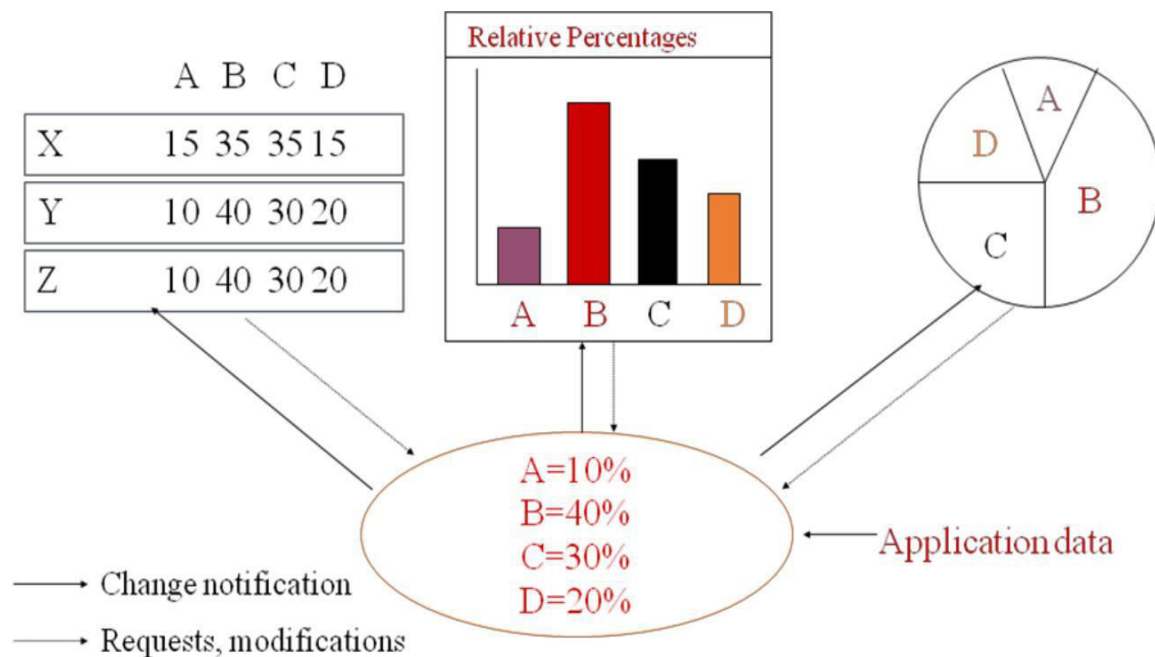 A B C D
X 15 35 35 15
Y 10 40 30 20
Z 10 40 30 20
Relative Percentages
A B C D
A
D
B
C
A=10%
B=40%
C=30%
D=20%
Application data
Change notification
Requests, modifications